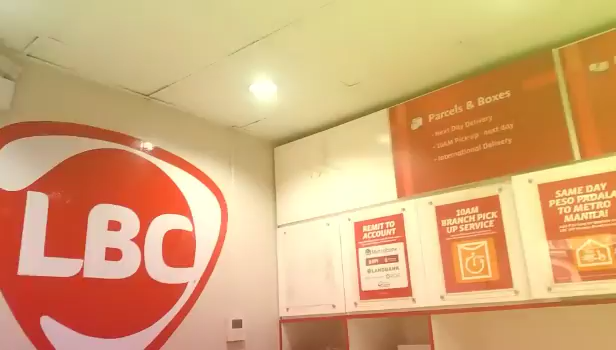 LBC
Parcels & Boxes
- Next Day Delivery
- 10AM Pick-up next day
- International Delivery
REMIT TO
ACCOUNT
Metrobank
LANDBANK
10AM
BRANCH PICK
UP SERVICE
SAME DAY
PESO PADALA
TO METRO
MANILA!